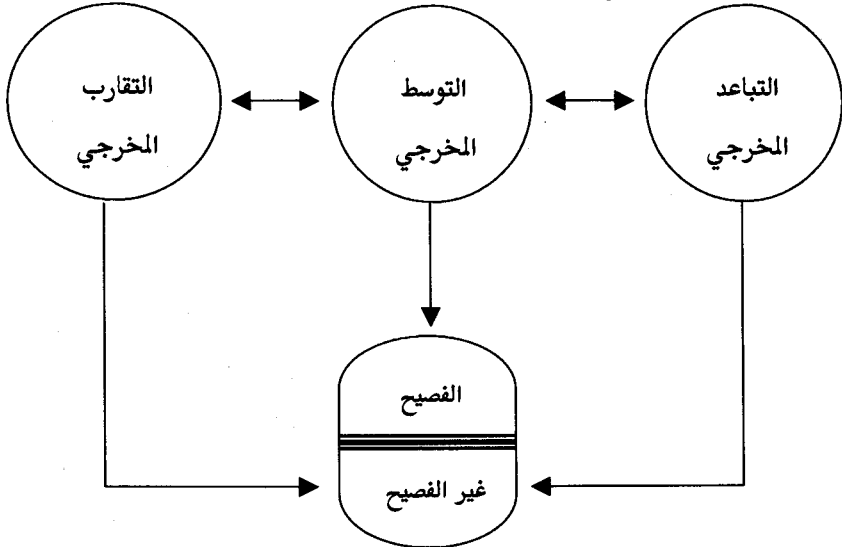 التباعد
المخرجي
التوسط
المخرجي
التقارب
المخرجي
الفصيح
غير الفصيح